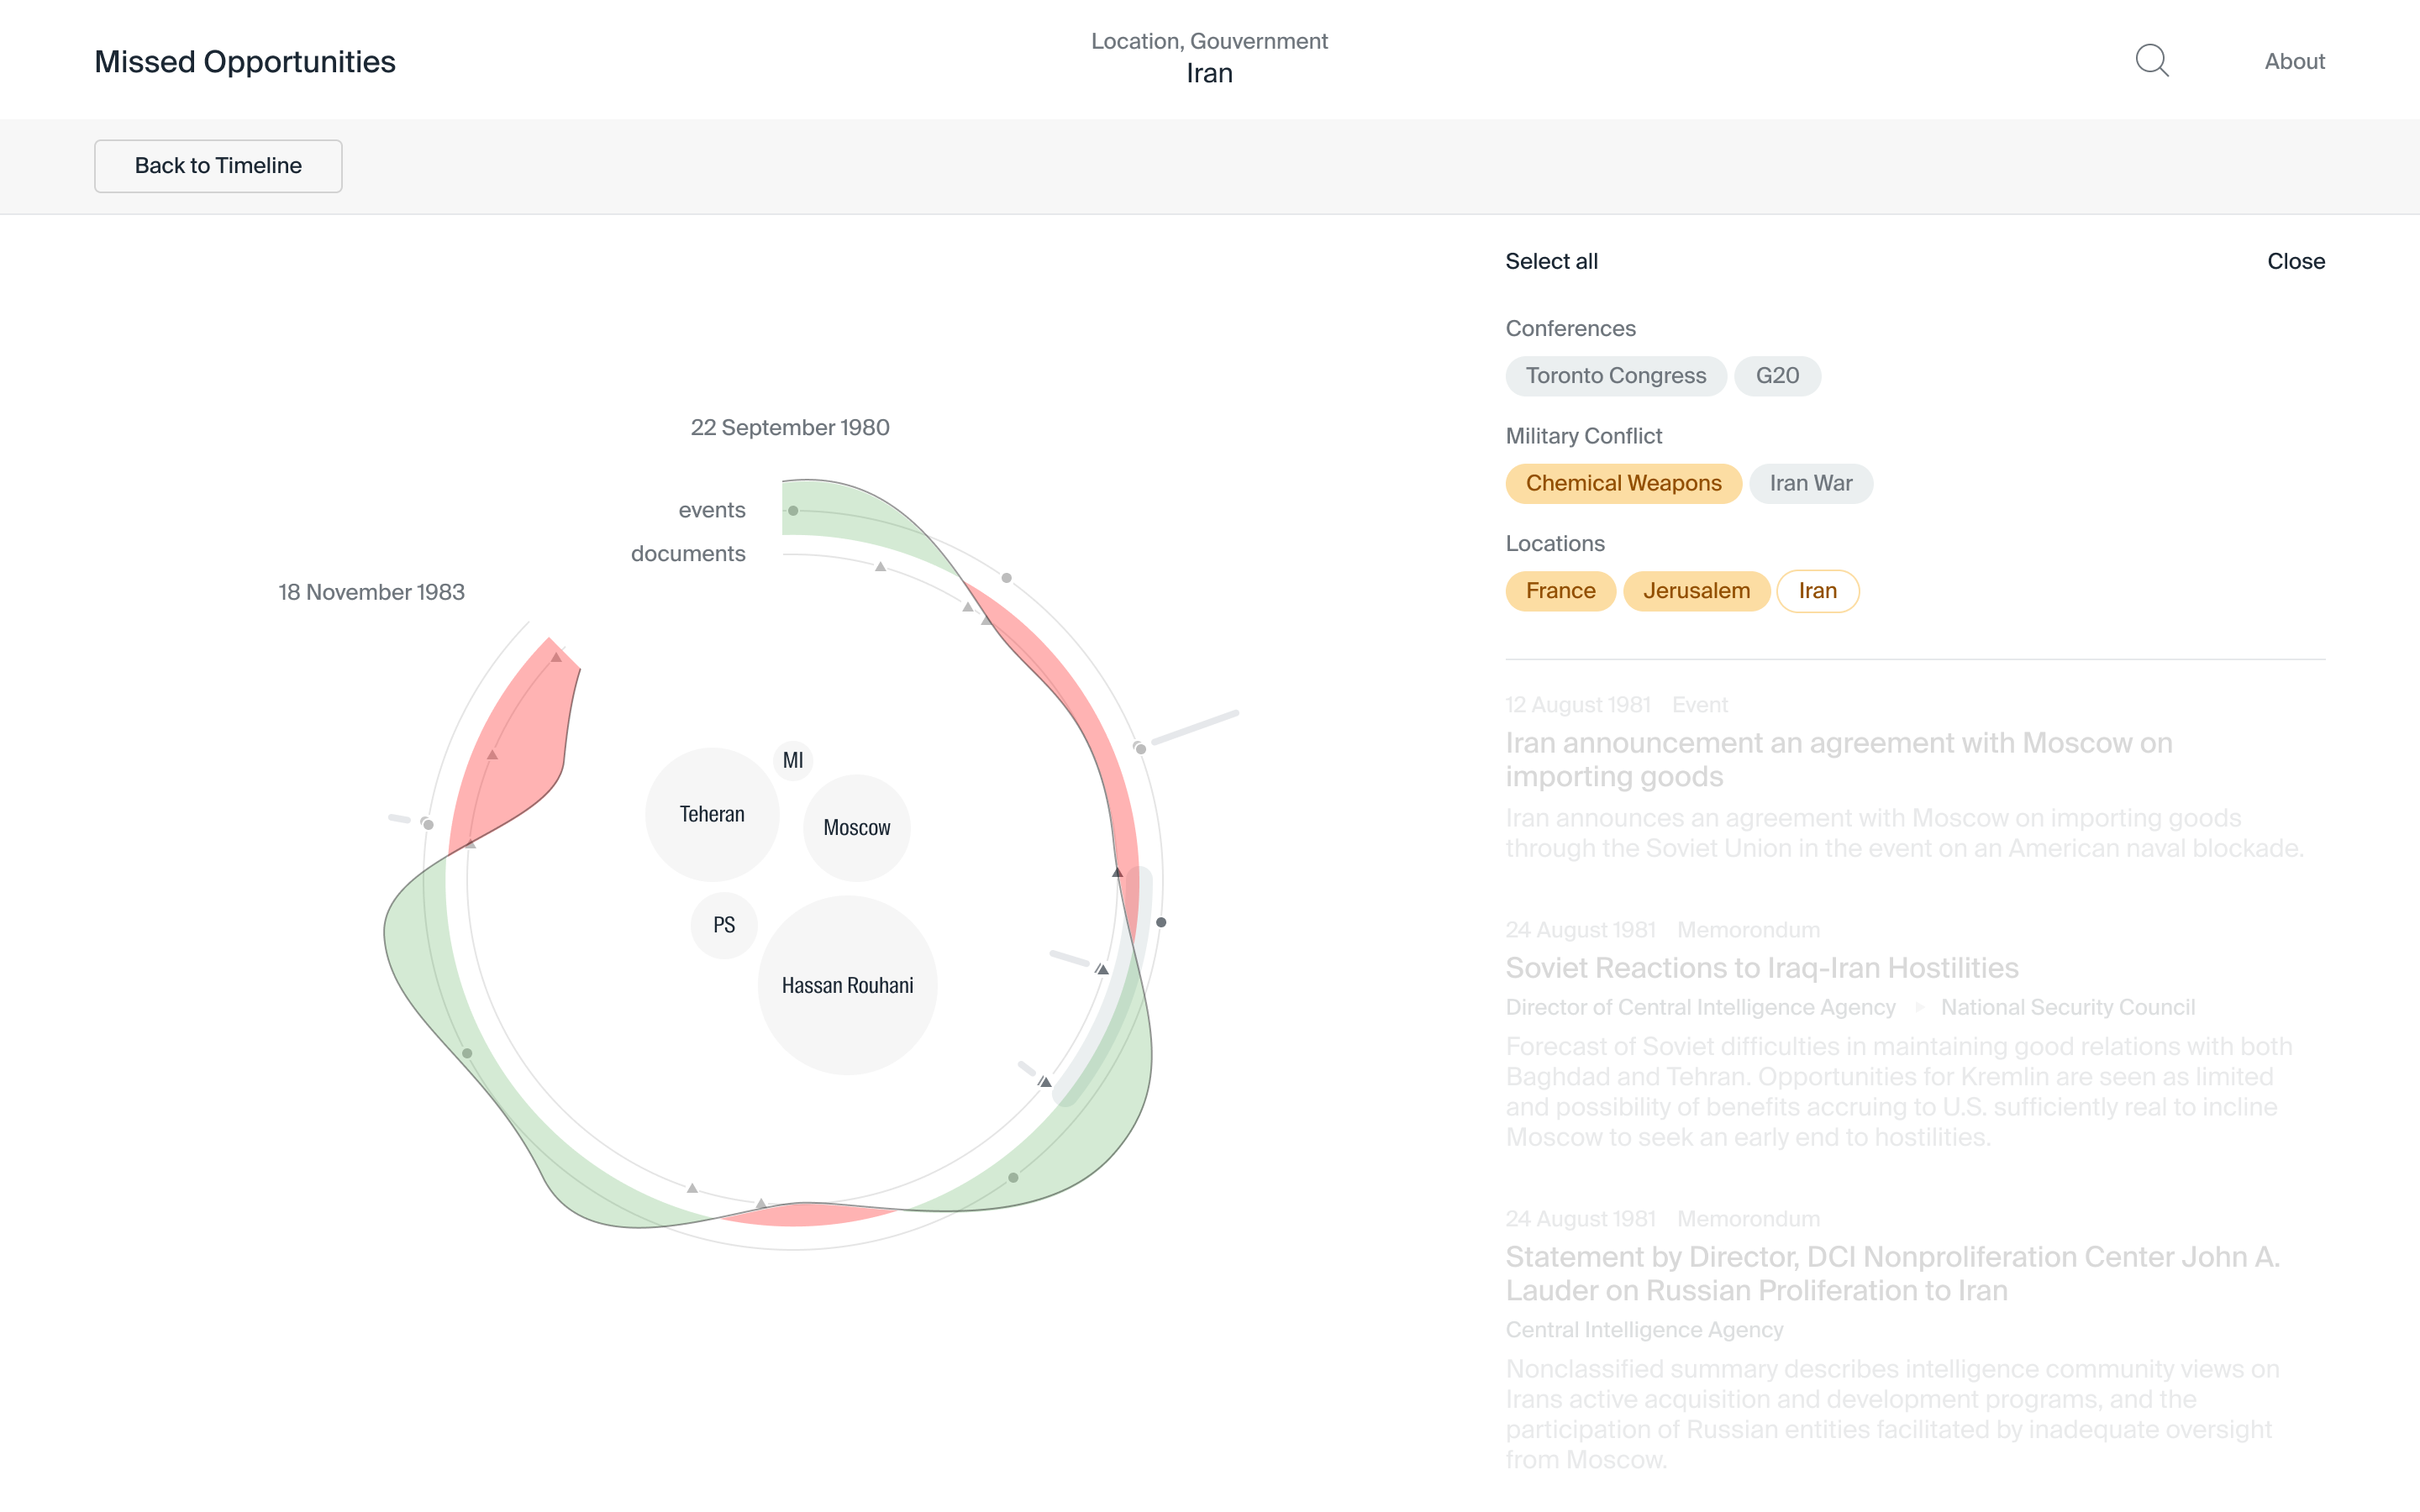 Missed Opportunities
Location, Gouvernment
Iran
About
Back to Timeline
22 September 1980
events
documents
18 November 1983
MI
Teheran
Moscow
PS
Hassan Rouhani
Select all
Close
Conferences
Toronto Congress
G20
Military Conflict
Chemical Weapons
Iran War
Locations
France
Jerusalem
Iran
12 August 1981 Event
Iran announcement an agreement with Moscow on
importing goods
Iran announces an agreement with Moscow on importing goods
through the Soviet Union in the event on an American naval blockade.
24 August 1981 Memorandum
Soviet Reactions to Iraq-Iran Hostilities
Director of Central Intelligence Agency National Security Council
Forecast of Soviet difficulties in maintaining good relations with both
Baghdad and Tehran. Opportunities for Kremlin are seen as limited
and possibility of benefits accruing to U.S. sufficiently real to incline
Moscow to seek an early end to hostilities.
24 August 1981 Memorandum
Statement by Director, DCI Nonproliferation Center John A.
Lauder on Russian Proliferation to Iran
Central Intelligence Agency
Nonclassified summary describes intelligence community views on
Irans active acquisition and development programs, and the
participation of Russian entities facilitated by inadequate oversight
from Moscow.